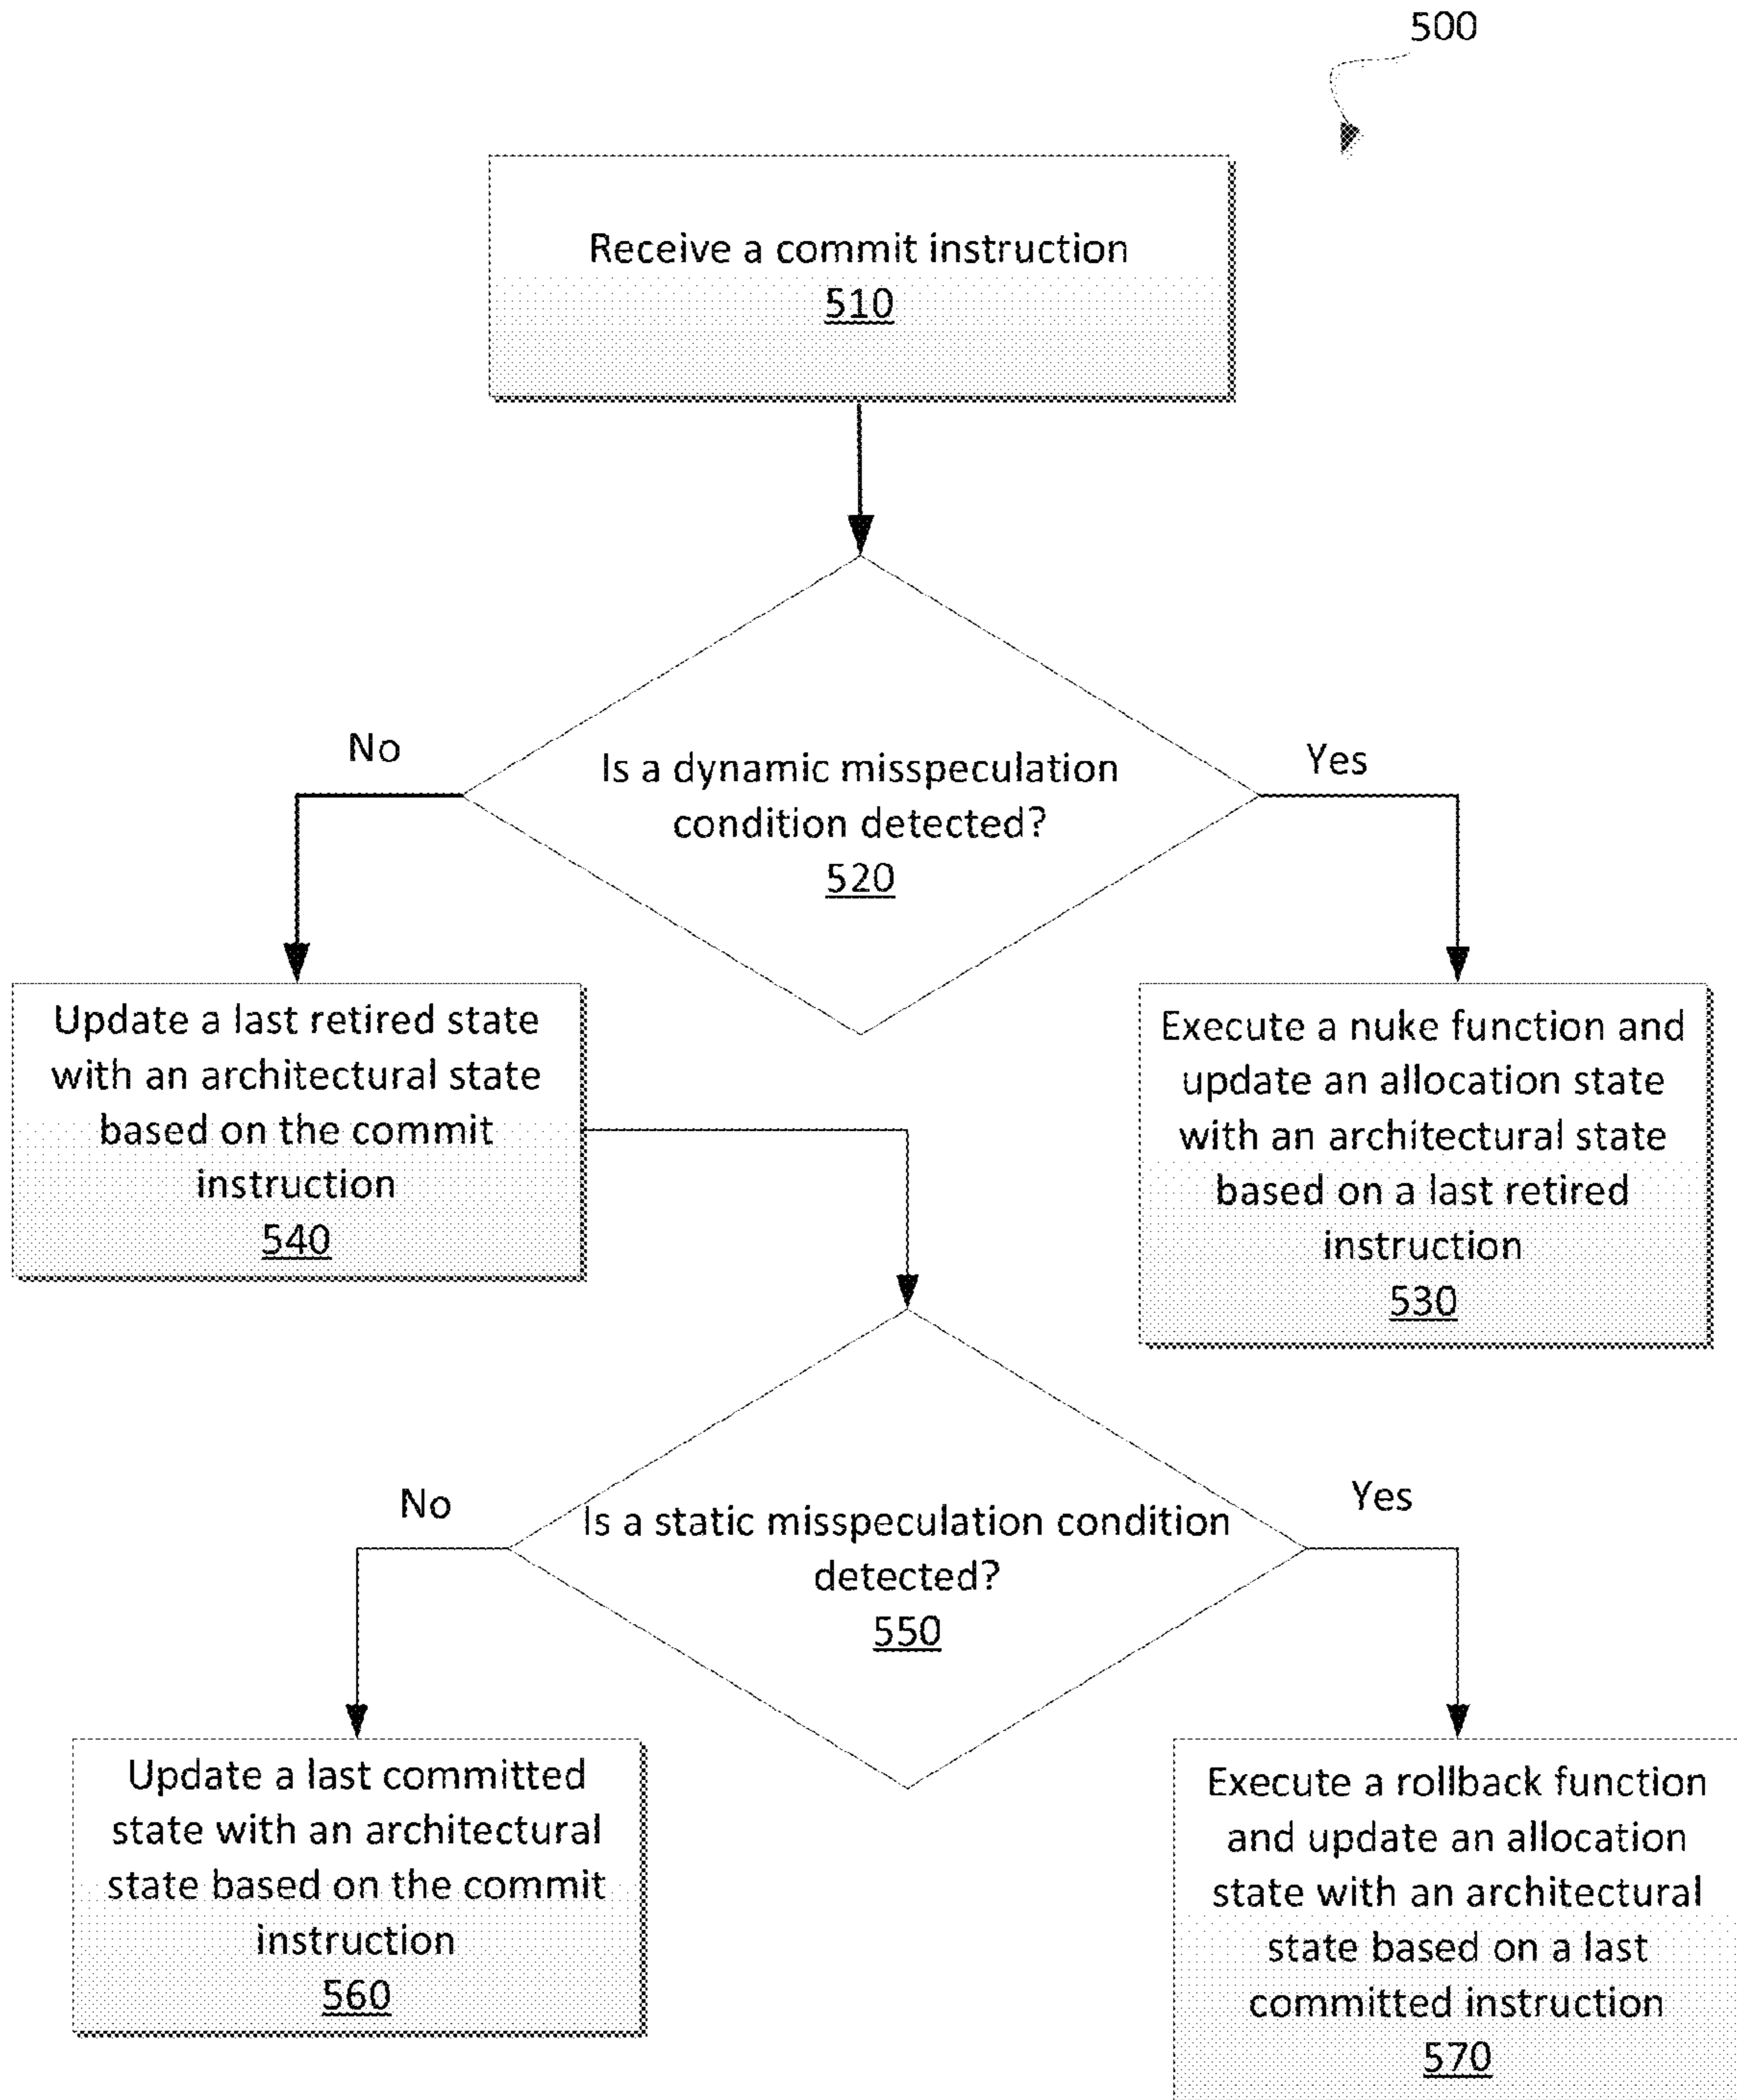 500
Receive a commit instruction
510
Is a dynamic misspeculation
condition detected?
520
No
Yes
Update a last retired state
with an architectural state
based on the commit
instruction
540
Execute a nuke function and
update an allocation state
with an architectural state
based on a last retired
instruction
530
Is a static misspeculation condition
detected?
550
No
Yes
Update a last committed
state with an architectural
state based on the commit
instruction
560
Execute a rollback function
and update an allocation
state with an architectural
state based on a last
committed instruction
570